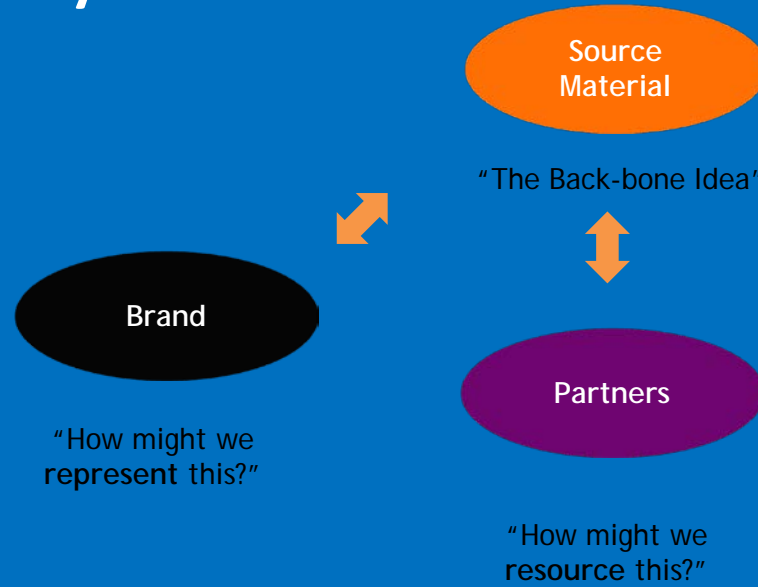 Source
Material
"The Back-bone Idea"
Brand
Partners
"How might we
represent this?"
"How might we
resource this?"